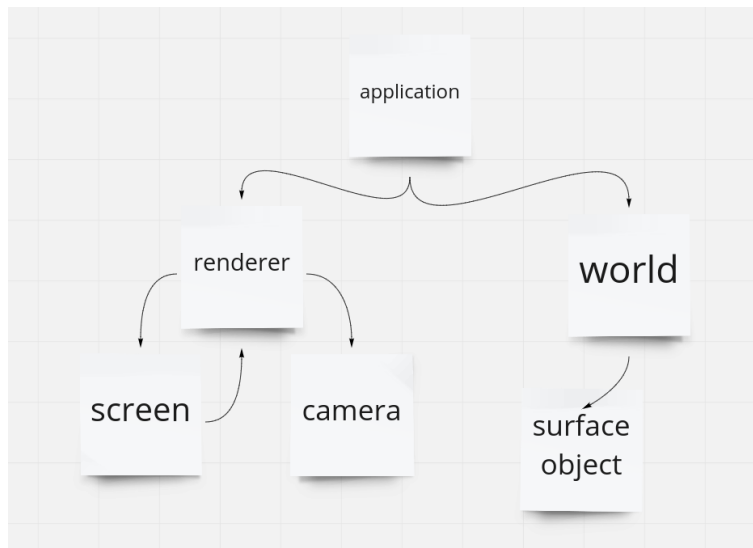 application
renderer
world
screen
camera
surface
object